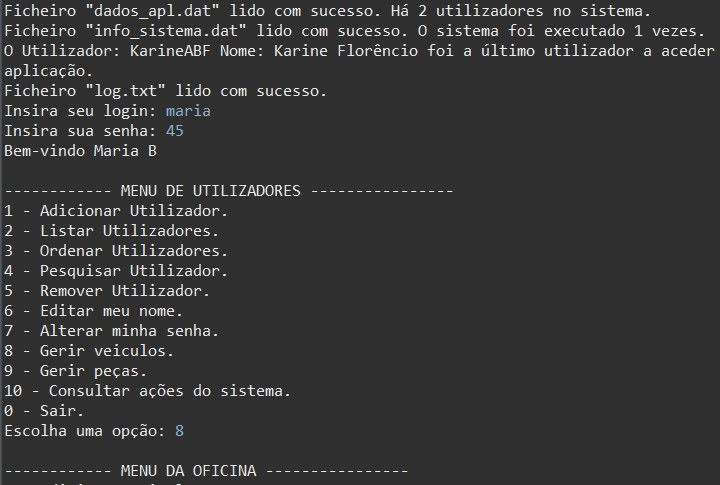 Ficheiro "dados_apl.dat" lido com sucesso. Há 2 utilizadores no sistema.
Ficheiro "info_sistema.dat" lido com sucesso. O sistema foi executado 1 vezes.
O Utilizador: KarineABF Nome: Karine Florêncio foi a último utilizador a aceder
aplicação.
Ficheiro "log.txt" lido com sucesso.
Insira seu login: maria
Insira sua senha: 45
Bem-vindo Maria B
------------ MENU DE UTILIZADORES ----------------
1 - Adicionar Utilizador.
2 - Listar Utilizadores.
3 - Ordenar Utilizadores.
4 - Pesquisar Utilizador.
5 - Remover Utilizador.
6 - Editar meu nome.
7 - Alterar minha senha.
8 - Gerir veiculos.
9 - Gerir peças.
10 - Consultar ações do sistema.
0 - Sair.
Escolha uma opção: 8
------------ MENU DA OFICINA ----------------